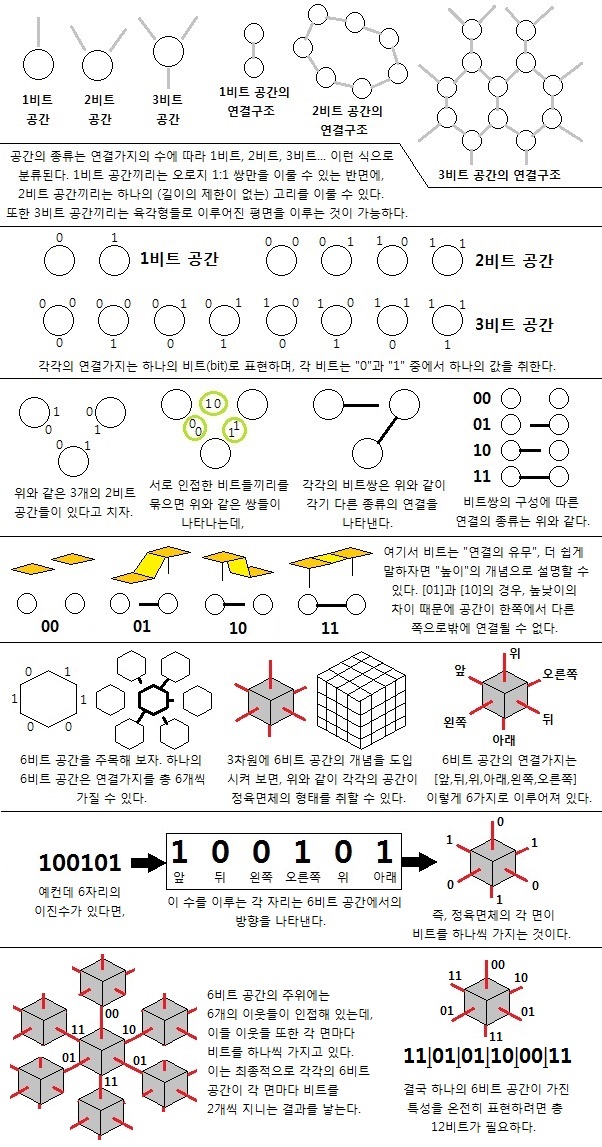 1비트
공간
2비트
공간
3비트
공간
1비트 공간의
연결구조
2비트 공간의
연결구조
3비트 공간의 연결구조
공간의 종류는 연결가지의 수에 따라 1비트, 2비트, 3비트... 이런 식으로
분류된다. 1비트 공간끼리는 오로지 1:1 쌍만을 이룰 수 있는 반면에,
2비트 공간끼리는 하나의 (길이의 제한이 없는) 고리를 이룰 수 있다.
또한 3비트 공간끼리는 육각형들로 이루어진 평면을 이루는 것이 가능하다.
0 1
1비트 공간
0 0 0 1 1 0 1 1
2비트 공간
0 0 0 0 0 1 0 1 1 0 1 0 1 1 1 1
0 1 0 1 0 1 0 1
3비트 공간
각각의 연결가지는 하나의 비트(bit)로 표현하며, 각 비트는 "0"과 "1" 중에서 하나의 값을 취한다.
1 0
0 1
0 1
위와 같은 3개의 2비트
공간들이 있다고 치자.
1 0
0 0
1 1
서로 인접한 비트들끼리를
묶으면 위와 같은 쌍들이
나타나는데,
각각의 비트쌍은 위와 같이
각기 다른 종류의 연결을
나타낸다.
00
01
10
11
비트쌍의 구성에 따른
연결의 종류는 위와 같다.
00
01
10
11
여기서 비트는 "연결의 유무", 더 쉽게
말하자면 "높이"의 개념으로 설명할 수
있다. [01]과 [10]의 경우, 높낮이의
차이 때문에 공간이 한쪽에서 다른
쪽으로밖에 연결될 수 없다.
0 1
1 1
0 0
6비트 공간을 주목해 보자. 하나의
6비트 공간은 연결가지를 총 6개씩
가질 수 있다.
3차원에 6비트 공간의 개념을 도입
시켜 보면, 위와 같이 각각의 공간이
정육면체의 형태를 취할 수 있다.
위
앞
오른쪽
왼쪽
뒤
아래
6비트 공간의 연결가지는
[앞,뒤,위,아래,왼쪽,오른쪽]
이렇게 6가지로 이루어져 있다.
100101
예컨데 6자리의
이진수가 있다면,
1 0 0 1 0 1
앞 뒤 왼쪽 오른쪽 위 아래
이 수를 이루는 각 자리는 6비트 공간에서의
방향을 나타낸다.
0
1 1
0 0
1
즉, 정육면체의 각 면이
비트를 하나씩 가지는 것이다.
00
11 10
01 01
11
6비트 공간의 주위에는
6개의 이웃들이 인접해 있는데,
이들 이웃들 또한 각 면마다
비트를 하나씩 가지고 있다.
이는 최종적으로 각각의 6비트
공간이 각 면마다 비트를
2개씩 지니는 결과를 낳는다.
00
11 10
01 01
11
11|01|01|10|00|11
결국 하나의 6비트 공간이 가진
특성을 온전히 표현하려면 총
12비트가 필요하다.